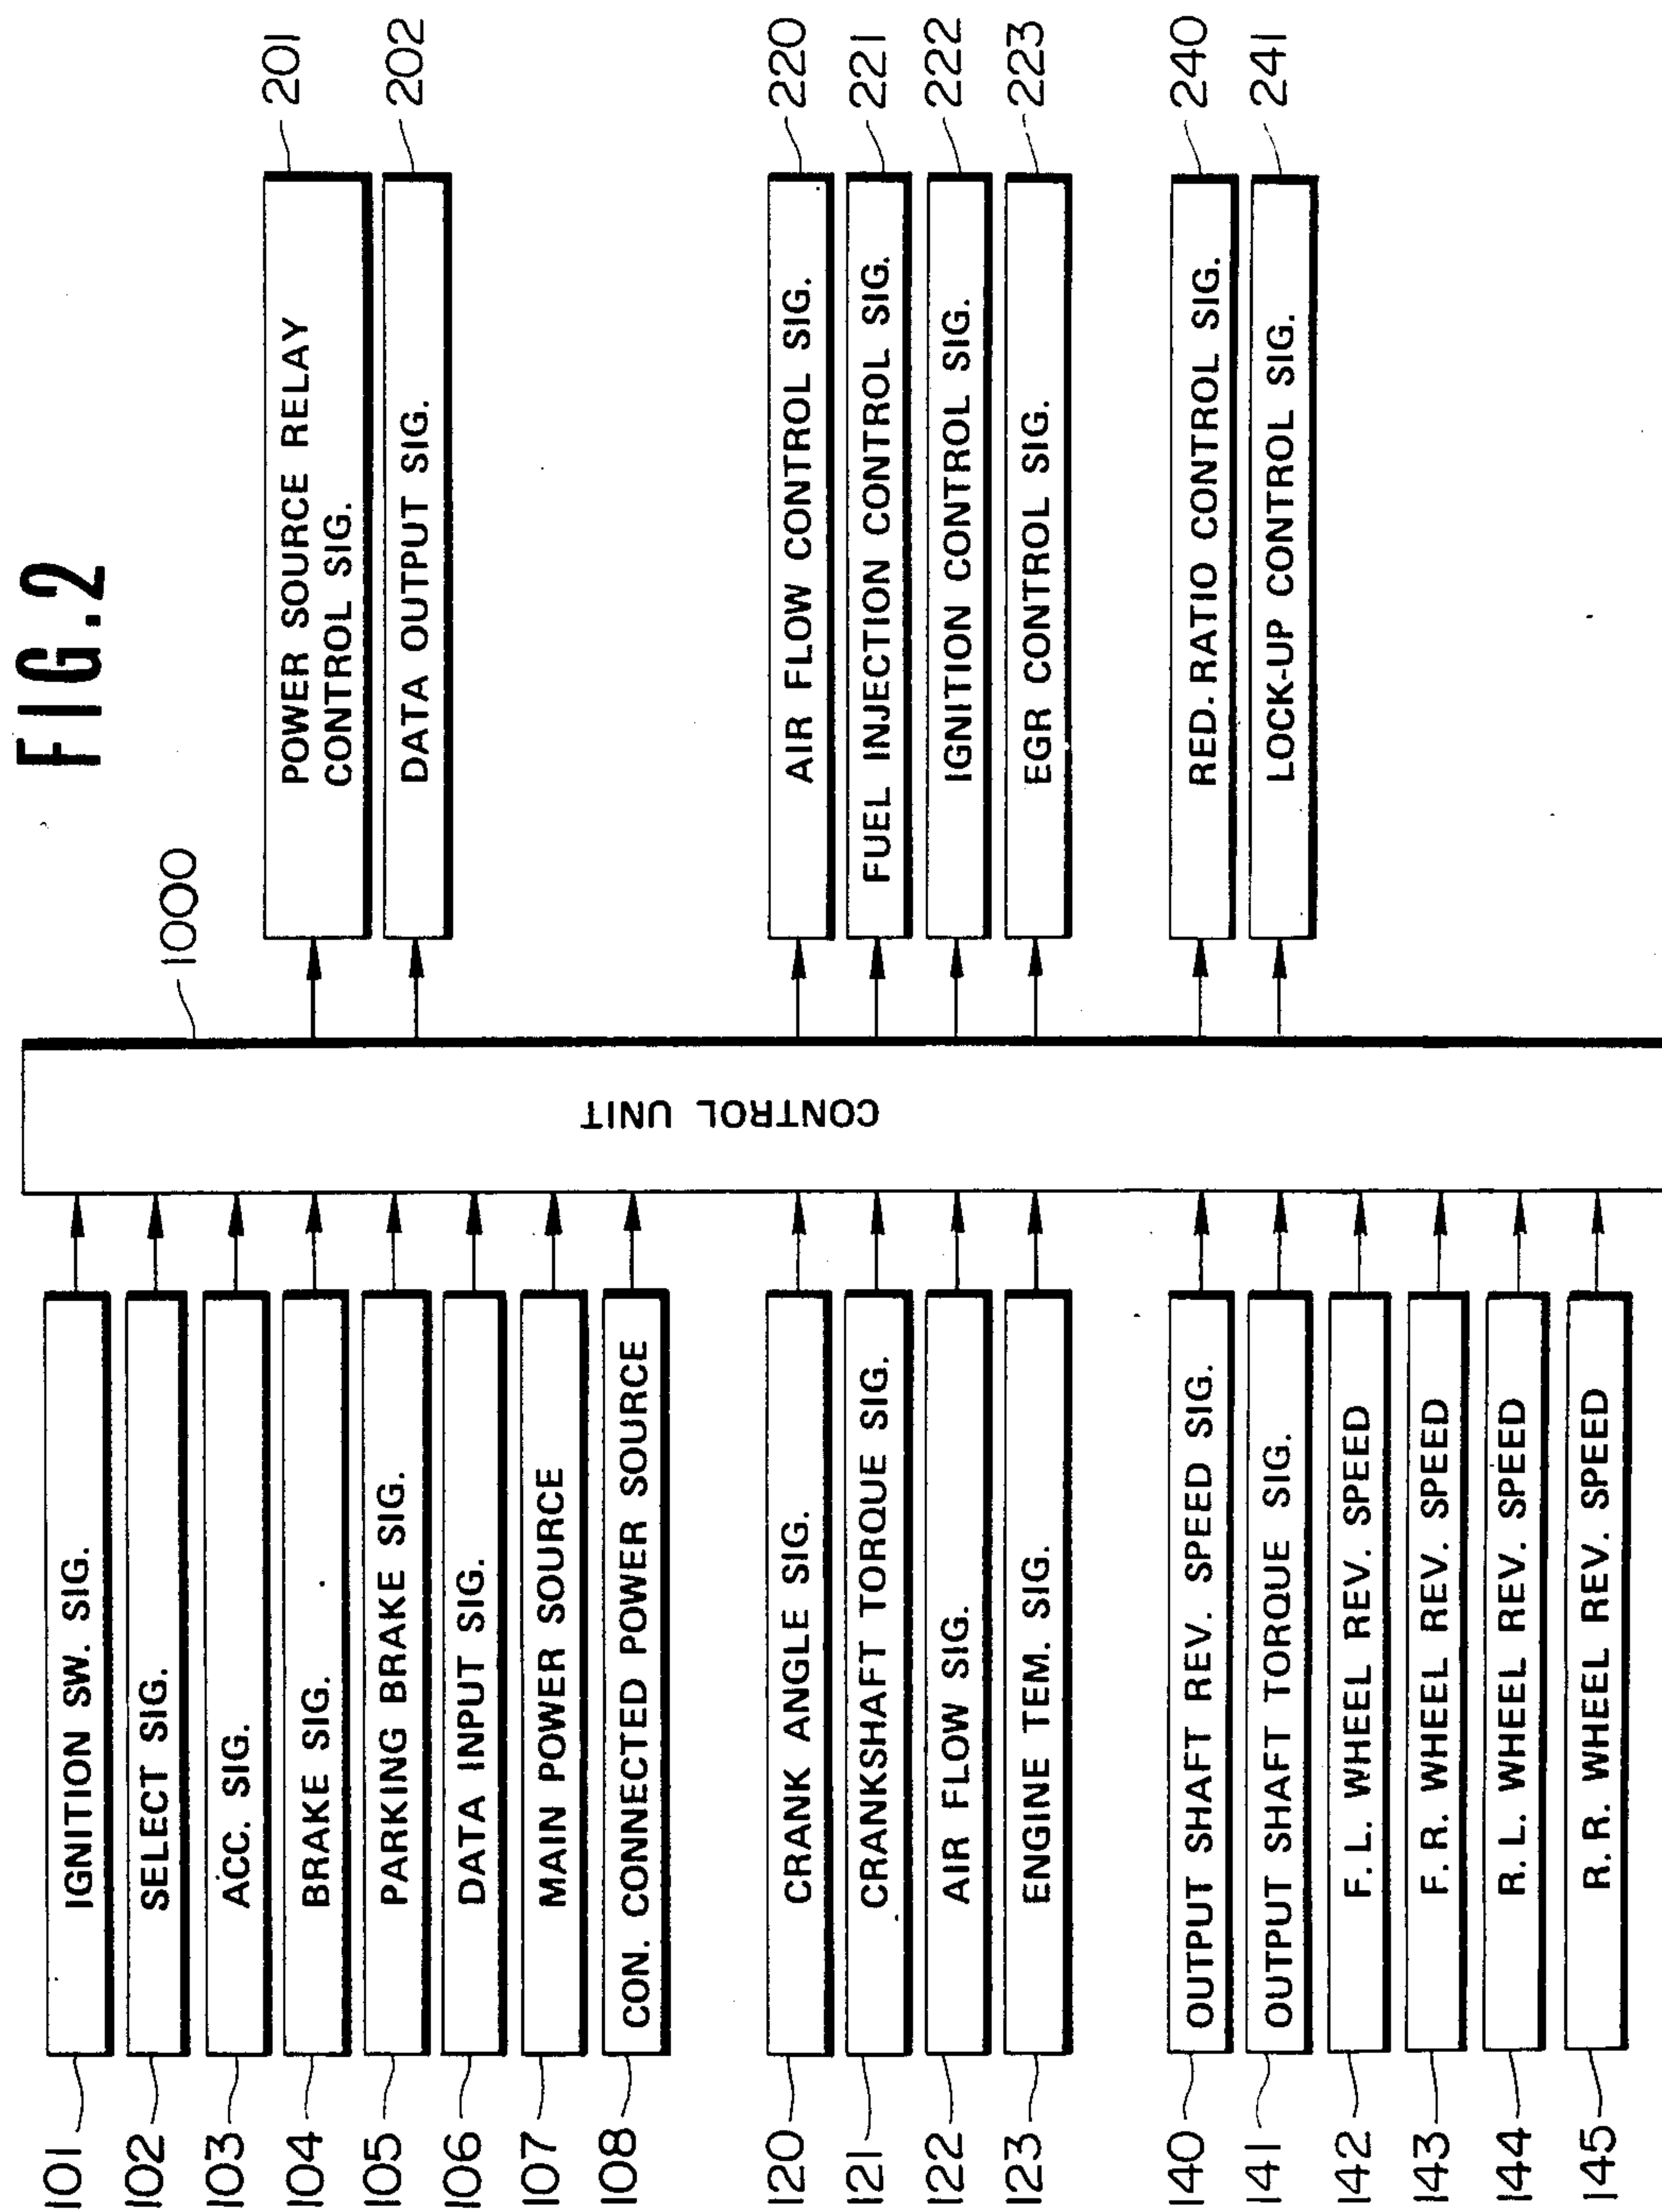 FIG.2
101
IGNITION SW. SIG.
102
SELECT SIG.
103
ACC. SIG.
104
BRAKE SIG.
105
PARKING BRAKE SIG.
106
DATA INPUT SIG.
107
MAIN POWER SOURCE
108
CON. CONNECTED POWER SOURCE
120
CRANK ANGLE SIG.
121
CRANKSHAFT TORQUE SIG.
122
AIR FLOW SIG.
123
ENGINE TEM. SIG.
140
OUTPUT SHAFT REV. SPEED SIG.
141
OUTPUT SHAFT TORQUE SIG.
142
F. L. WHEEL REV. SPEED
143
F. R. WHEEL REV. SPEED
144
R. L. WHEEL REV. SPEED
145
R. R. WHEEL REV. SPEED
1000
CONTROL UNIT
POWER SOURCE RELAY
CONTROL SIG.
201
DATA OUTPUT SIG.
202
AIR FLOW CONTROL SIG.
220
FUEL INJECTION CONTROL SIG.
221
IGNITION CONTROL SIG.
222
EGR CONTROL SIG.
223
RED. RATIO CONTROL SIG.
240
LOCK-UP CONTROL SIG.
241